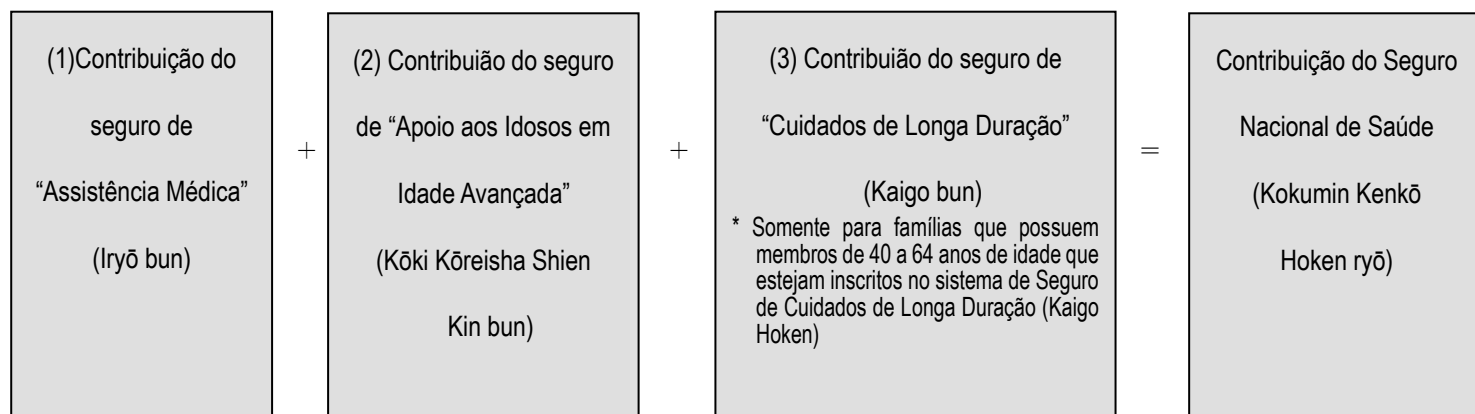 (1)Contribuição do
seguro de
“Assistência Médica”
(Iryō bun)
+
(2) Contribuião do seguro
de “Apoio aos Idosos em
Idade Avançada”
(Kōki Kōreisha Shien
Kin bun)
+
(3) Contribuião do seguro de
“Cuidados de Longa Duração”
(Kaigo bun)
* Somente para famílias que possuem
membros de 40 a 64 anos de idade que
estejam inscritos no sistema de Seguro
de Cuidados de Longa Duração (Kaigo
Hoken)
=
Contribuição do Seguro
Nacional de Saúde
(Kokumin Kenkō
Hoken ryō)